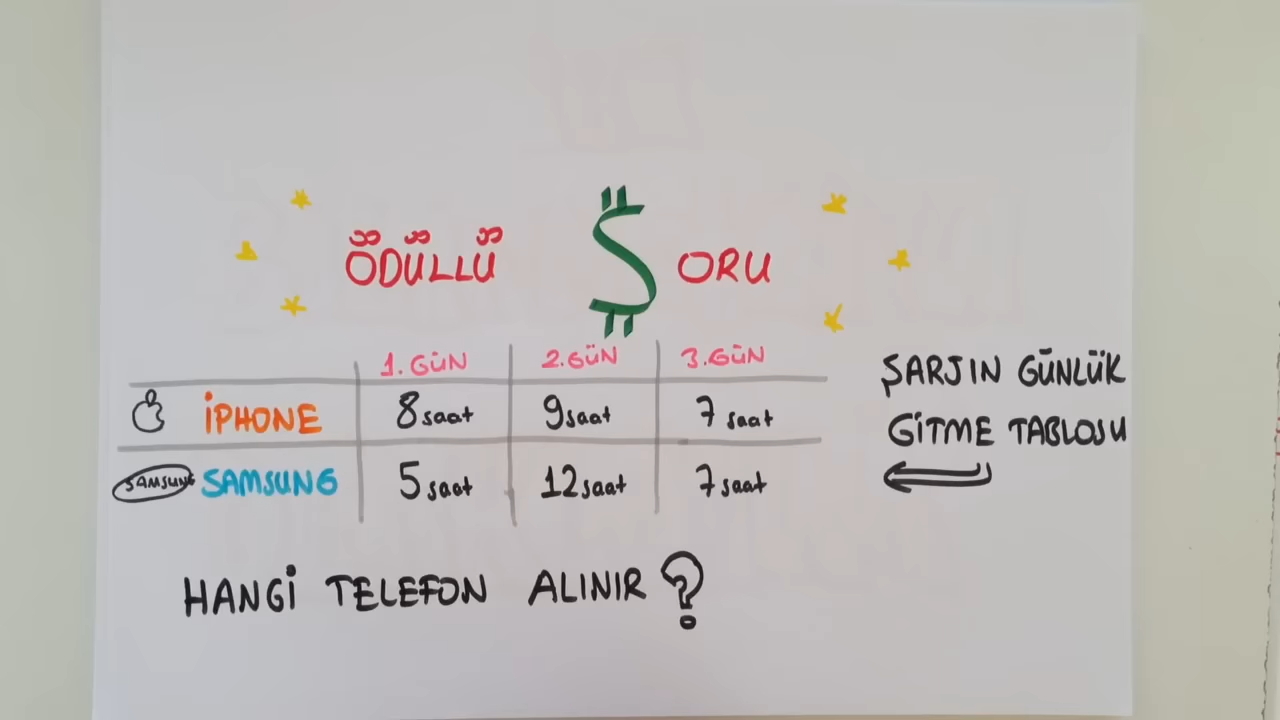 ÖDÜLLÜ $ORU
1. GÜN 2. GÜN 3. GÜN
İPHONE 8 saat 9 saat 7 saat
SAMSUNG SAMSUNG 5 saat 12 saat 7 saat
ŞARJIN GÜNLÜK
GİTME TABLOSU
HANGİ TELEFON ALINIR ?